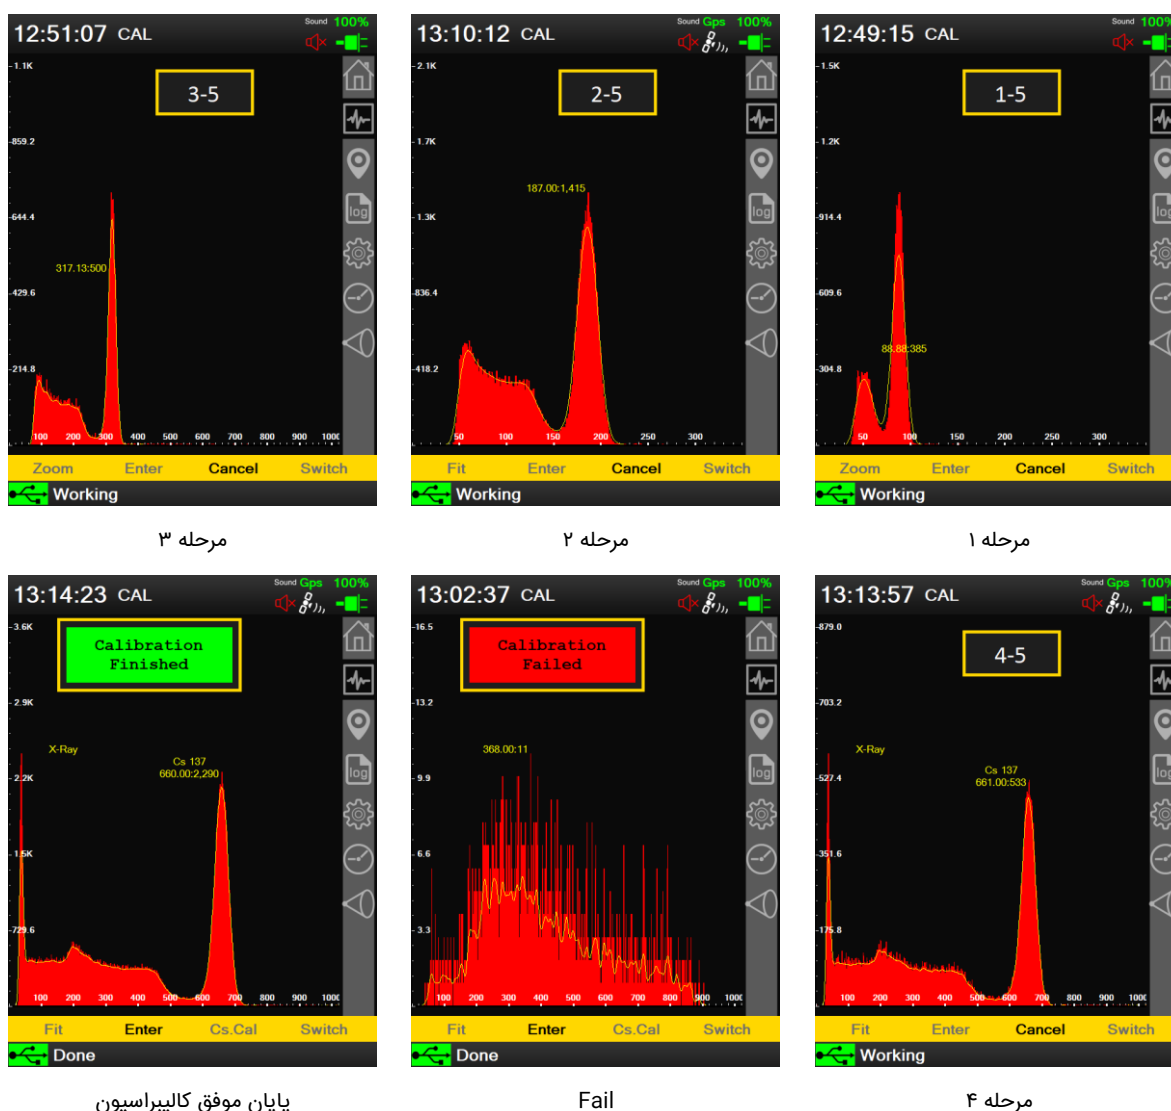 12:51:07 CAL
Sound 100%
3-5
1.1K
859.2
644.4
317.13:500
429.6
214.8
100 200 300 400 500 600 700 800 900 100
Zoom Enter Cancel Switch
Working
مرحله ۳
13:10:12 CAL
Sound Gps 100%
2-5
2.1K
1.7K
187.00:1,415
1.3K
836.4
418.2
50 100 150 200 250 300
Fit Enter Cancel Switch
Working
مرحله ۲
12:49:15 CAL
Sound 100%
1-5
1.5K
1.2K
914.4
609.6
88.88:385
304.8
50 100 150 200 250 300
Zoom Enter Cancel Switch
Working
مرحله ۱
13:14:23 CAL
Sound Gps 100%
Calibration
Finished
3.6K
2.9K
X-Ray
Cs 137
660.00:2,290
2.2K
1.5K
729.6
100 200 300 400 500 600 700 800 900 100
Fit Enter Cs.Cal Switch
Done
پایان موفق کالیبراسیون
13:02:37 CAL
Sound Gps 100%
Calibration
Failed
16.5
13.2
368.00:11
9.9
6.6
3.3
100 200 300 400 500 600 700 800 900 100
Fit Enter Cs.Cal Switch
Done
Fail
13:13:57 CAL
Sound Gps 100%
4-5
879.0
703.2
X-Ray
Cs 137
661.00:533
527.4
351.6
175.8
100 200 300 400 500 600 700 800 900 100
Fit Enter Cancel Switch
Working
مرحله ۴
log
log
log
log
log
log